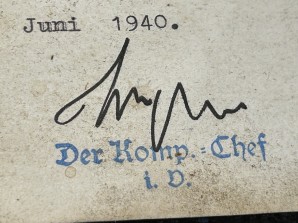 Juni 1940.
Der Komp.-Chef
i. V.